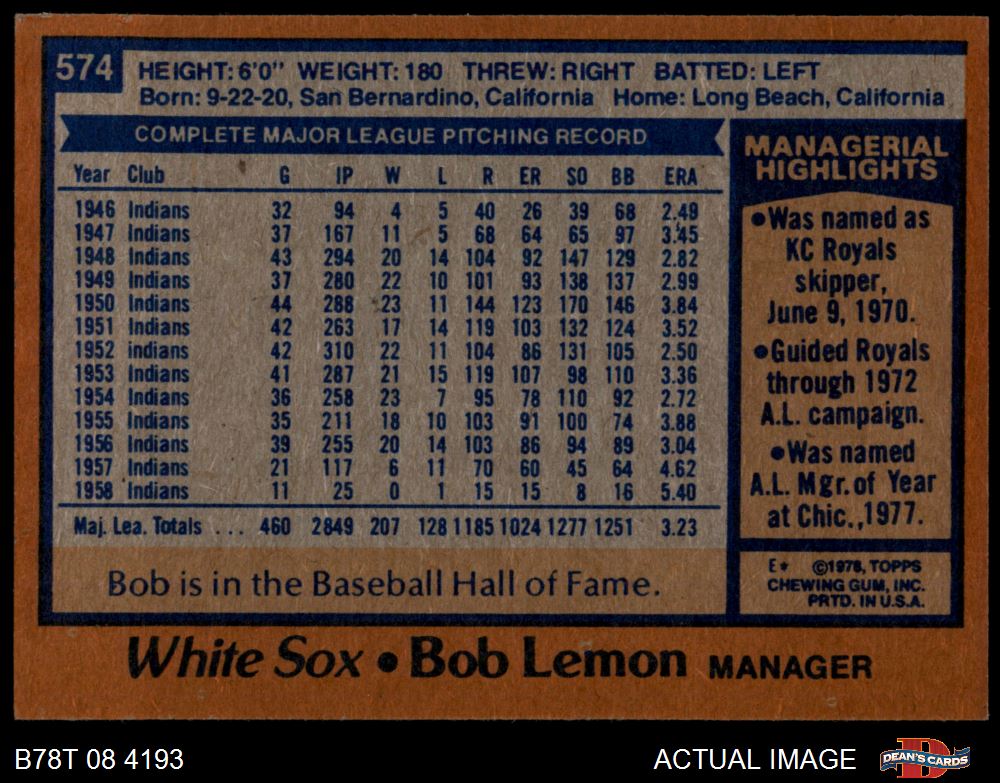 574
HEIGHT: 6'0" WEIGHT: 180 THREW: RIGHT BATTED: LEFT
Born: 9-22-20, San Bernardino, California Home: Long Beach, California
COMPLETE MAJOR LEAGUE PITCHING RECORD
Year Club G IP W L R ER SO BB ERA
1946 Indians 32 94 4 5 40 26 39 68 2.49
1947 Indians 37 167 11 5 68 64 65 97 3.45
1948 Indians 43 294 20 14 104 92 147 129 2.82
1949 Indians 37 280 22 10 101 93 138 137 2.99
1950 Indians 44 288 23 11 144 123 170 146 3.84
1951 Indians 42 263 17 14 119 103 132 124 3.52
1952 Indians 42 310 22 11 104 86 131 105 2.50
1953 Indians 41 287 21 15 119 107 98 110 3.36
1954 Indians 36 258 23 7 95 78 110 92 2.72
1955 Indians 35 211 18 10 103 91 100 74 3.88
1956 Indians 39 255 20 14 103 86 94 89 3.04
1957 Indians 21 117 6 11 70 60 45 64 4.62
1958 Indians 11 25 0 1 15 15 8 16 5.40
Maj. Lea. Totals ... 460 2849 207 128 1185 1024 1277 1251 3.23
Bob is in the Baseball Hall of Fame.
MANAGERIAL
HIGHLIGHTS
•Was named as
KC Royals
skipper,
June 9, 1970.
•Guided Royals
through 1972
A.L. campaign.
•Was named
A.L. Mgr. of Year
at Chic., 1977.
E* ©1978, TOPPS
CHEWING GUM, INC.
PRTD. IN U.S.A.
White Sox • Bob Lemon MANAGER
B78T 08 4193
ACTUAL IMAGE
D
DEAN'S CARDS